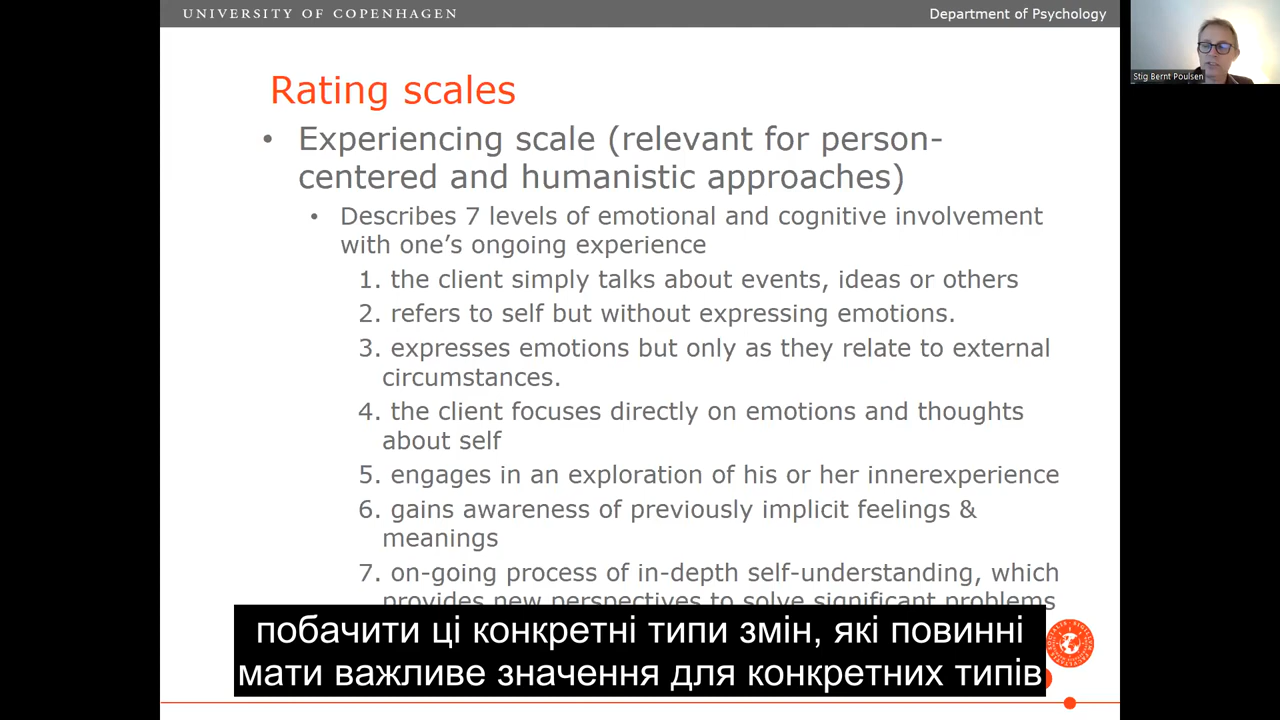 UNIVERSITY OF COPENHAGEN
Department of Psychology
Stig Bernt Poulsen
Rating scales
• Experiencing scale (relevant for person-
centered and humanistic approaches)
• Describes 7 levels of emotional and cognitive involvement
with one’s ongoing experience
1. the client simply talks about events, ideas or others
2. refers to self but without expressing emotions.
3. expresses emotions but only as they relate to external
circumstances.
4. the client focuses directly on emotions and thoughts
about self
5. engages in an exploration of his or her innerexperience
6. gains awareness of previously implicit feelings &
meanings
7. on-going process of in-depth self-understanding, which
provides new perspectives to solve significant problems
побачити ці конкретні типи змін, які повинні
мати важливе значення для конкретних типів